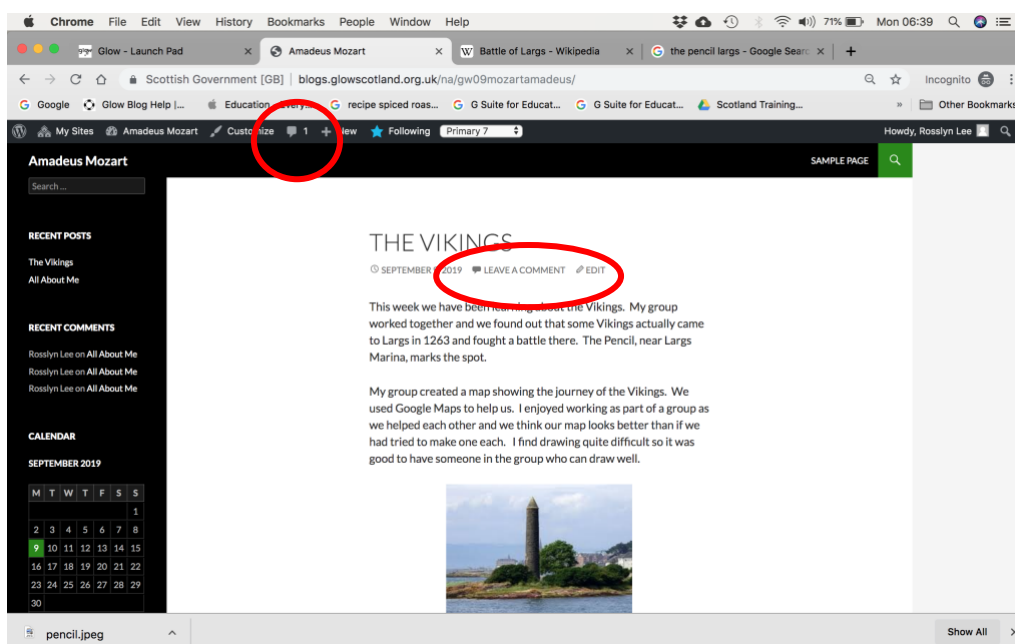 Chrome File Edit View History Bookmarks People Window Help 71% Mon 06:39
Glow - Launch Pad × Amadeus Mozart × W Battle of Largs - Wikipedia × G the pencil largs - Google Searc × +
Scottish Government [GB] | blogs.glowscotland.org.uk/na/gw09mozartamadeus/ Incognito
G Google Glow Blog Help |... Education G recipe spiced roas... G G Suite for Educat... G G Suite for Educat... Scotland Training... » Other Bookmarks
My Sites Amadeus Mozart Customize 1 + New Following Primary 7 Howdy, Rosslyn Lee
Amadeus Mozart SAMPLE PAGE
Search ...
THE VIKINGS
SEPTEMBER 2019 LEAVE A COMMENT EDIT
RECENT POSTS
The Vikings
All About Me
RECENT COMMENTS
Rosslyn Lee on All About Me
Rosslyn Lee on All About Me
Rosslyn Lee on All About Me
CALENDAR
SEPTEMBER 2019
M T W T F S S
1
2 3 4 5 6 7 8
9 10 11 12 13 14 15
16 17 18 19 20 21 22
23 24 25 26 27 28 29
30
This week we have been learning about the Vikings. My group
worked together and we found out that some Vikings actually came
to Largs in 1263 and fought a battle there. The Pencil, near Largs
Marina, marks the spot.
My group created a map showing the journey of the Vikings. We
used Google Maps to help us. I enjoyed working as part of a group as
we helped each other and we think our map looks better than if we
had tried to make one each. I find drawing quite difficult so it was
good to have someone in the group who can draw well.
pencil.jpeg Show All ×